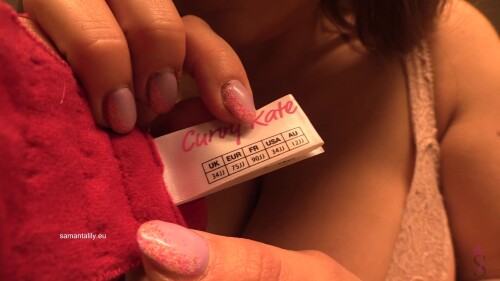 Curvy Kate
UK EUR FR USA AU
34JJ 75JJ 90JJ 34JJ 12JJ
samantalily.eu
S